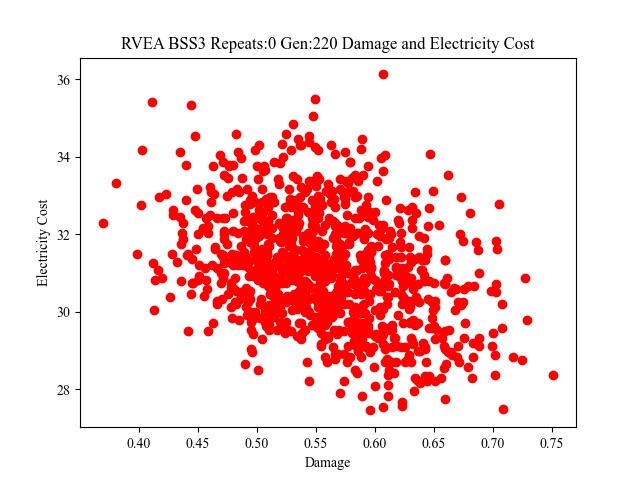 RVEA BSS3 Repeats:0 Gen:220 Damage and Electricity Cost
36
34
32
30
28
Electricity Cost
0.40 0.45 0.50 0.55 0.60 0.65 0.70 0.75
Damage